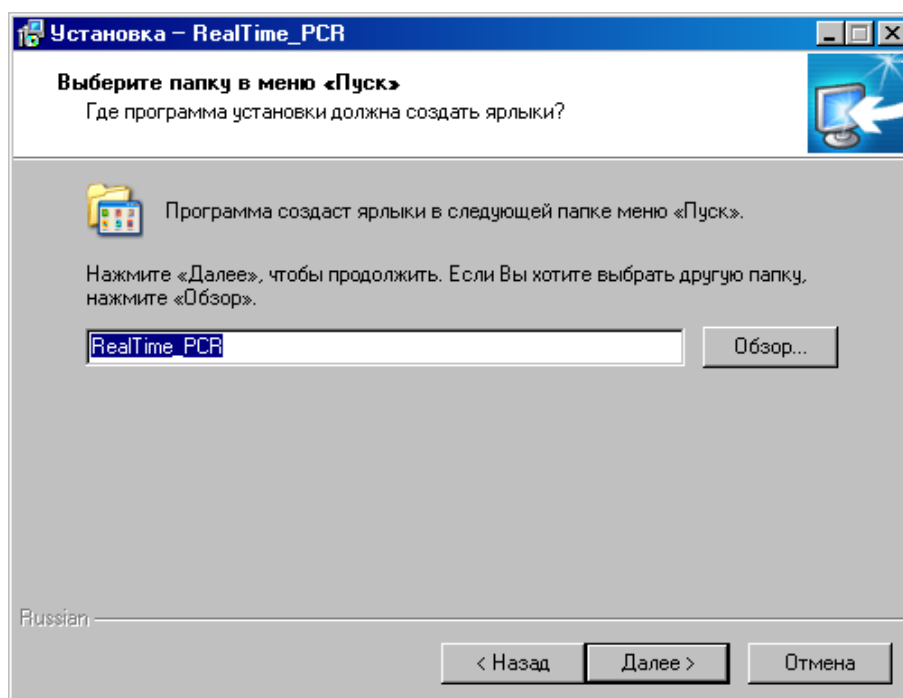 Установка – RealTime_PCR
Выберите папку в меню «Пуск»
Где программа установки должна создать ярлыки?
Программа создаст ярлыки в следующей папке меню «Пуск».
Нажмите «Далее», чтобы продолжить. Если Вы хотите выбрать другую папку,
нажмите «Обзор».
RealTime_PCR
Обзор...
Russian
< Назад
Далее >
Отмена